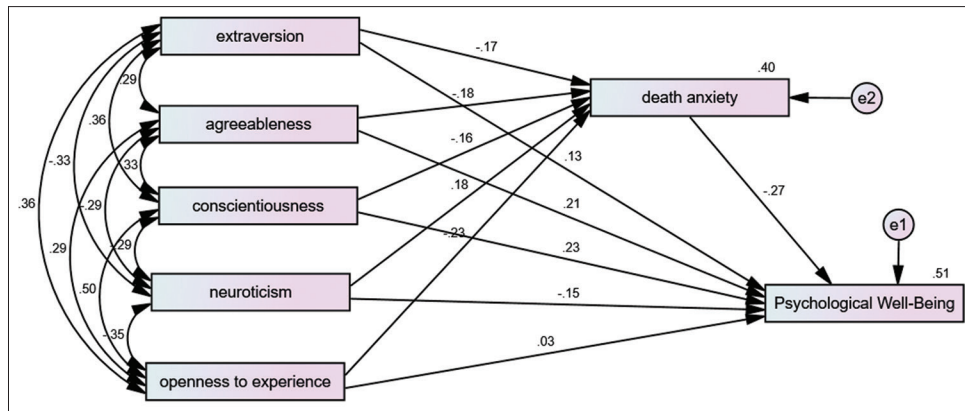 extraversion
-.17
.40
.29
death anxiety
e2
-.18
agreeableness
.36
-.16
.13
-.33
.33
.18
-.27
.36
-.29
conscientiousness
.21
e1
-.23
.23
.29
-.29
.51
neuroticism
-.15
Psychological Well-Being
.50
-.35
.03
openness to experience